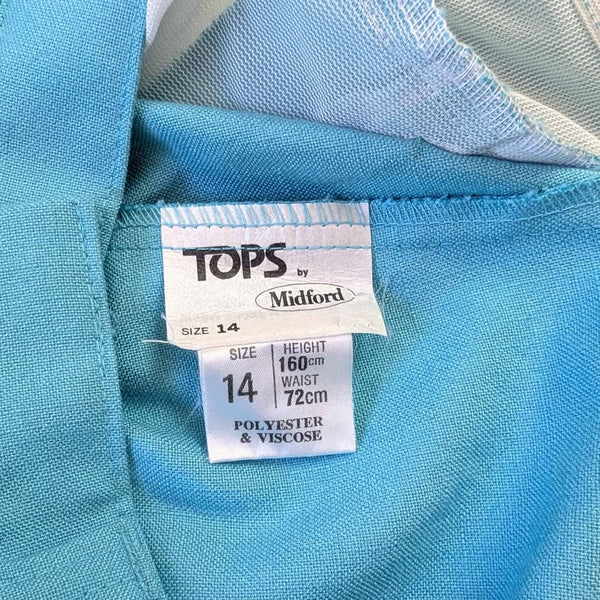 TOPS by
Midford
SIZE 14
SIZE
14
HEIGHT
160cm
WAIST
72cm
POLYESTER
& VISCOSE